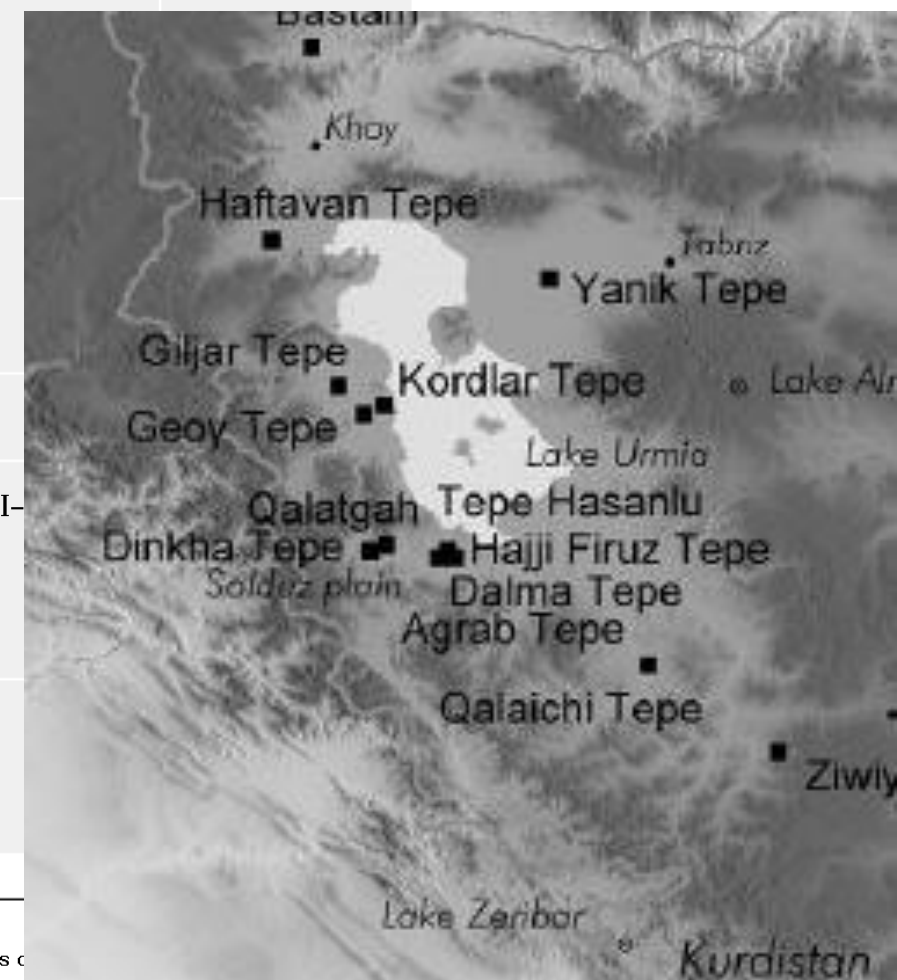 Bastam
Khoy
Haftavan Tepe
Tabriz
Yanik Tepe
Giljar Tepe
Kordlar Tepe
Lake
Geoy Tepe
Lake Urmia
I–
Qalatgah
Tepe Hasanlu
Dinkha Tepe
Hajji Firuz Tepe
Solduz plain
Dalma Tepe
Agrab Tepe
Qalaichi Tepe
Ziwiy
Lake Zeribar
Kurdistan